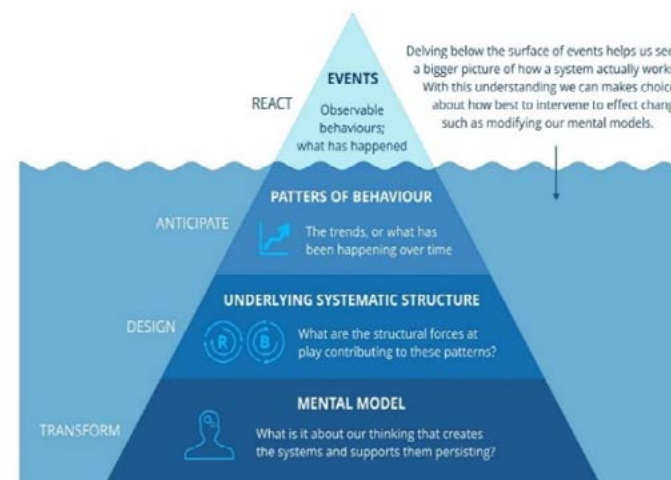 Delving below the surface of events helps us see
a bigger picture of how a system actually works
With this understanding we can makes choic
about how best to intervene to effect chang
such as modifying our mental models.
REACT
EVENTS
Observable
behaviours;
what has happened
ANTICIPATE
PATTERS OF BEHAVIOUR
The trends, or what has
been happening over time
DESIGN
UNDERLYING SYSTEMATIC STRUCTURE
R B
What are the structural forces at
play contributing to these patterns?
TRANSFORM
MENTAL MODEL
What is it about our thinking that creates
the systems and supports them persisting?